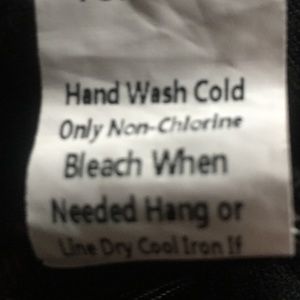 Hand Wash Cold
Only Non-Chlorine
Bleach When
Needed Hang or
Line Dry Cool Iron If